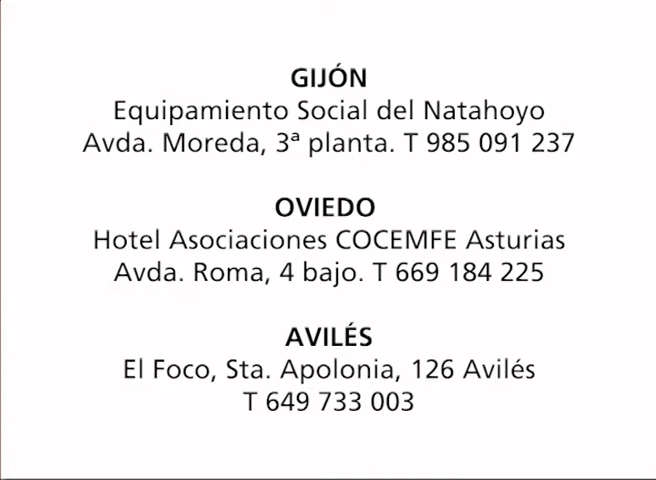 GIJÓN
Equipamiento Social del Natahoyo
Avda. Moreda, 3ª planta. T 985 091 237
OVIEDO
Hotel Asociaciones COCEMFE Asturias
Avda. Roma, 4 bajo. T 669 184 225
AVILÉS
El Foco, Sta. Apolonia, 126 Avilés
T 649 733 003